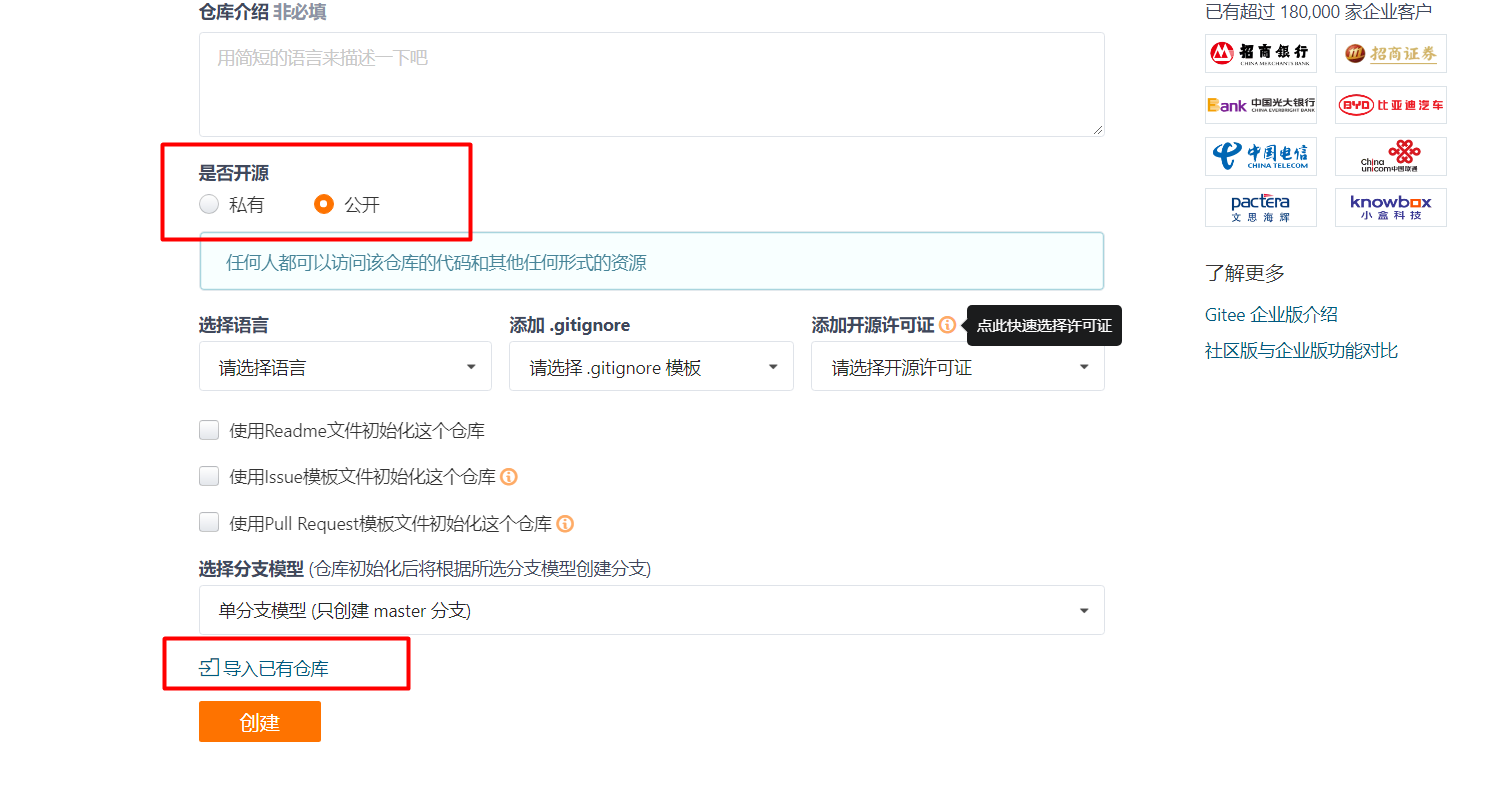 仓库介绍 非必填
用简短的语言来描述一下吧
是否开源
私有 公开
任何人都可以访问该仓库的代码和其他任何形式的资源
选择语言 添加 .gitignore 添加开源许可证 点此快速选择许可证
请选择语言 请选择 .gitignore 模板 请选择开源许可证
使用Readme文件初始化这个仓库
使用Issue模板文件初始化这个仓库
使用Pull Request模板文件初始化这个仓库
选择分支模型 (仓库初始化后将根据所选分支模型创建分支)
单分支模型 (只创建 master 分支)
导入已有仓库
创建
已有超过 180,000 家企业客户
招商银行
CHINA MERCHANTS BANK
招商证券
Bank 中国光大银行
CHINA EVERBRIGHT BANK
BYD 比亚迪汽车
中国电信
CHINA TELECOM
China
unicom中国联通
pactera
文思海辉
knowbox
小盒科技
了解更多
Gitee 企业版介绍
社区版与企业版功能对比